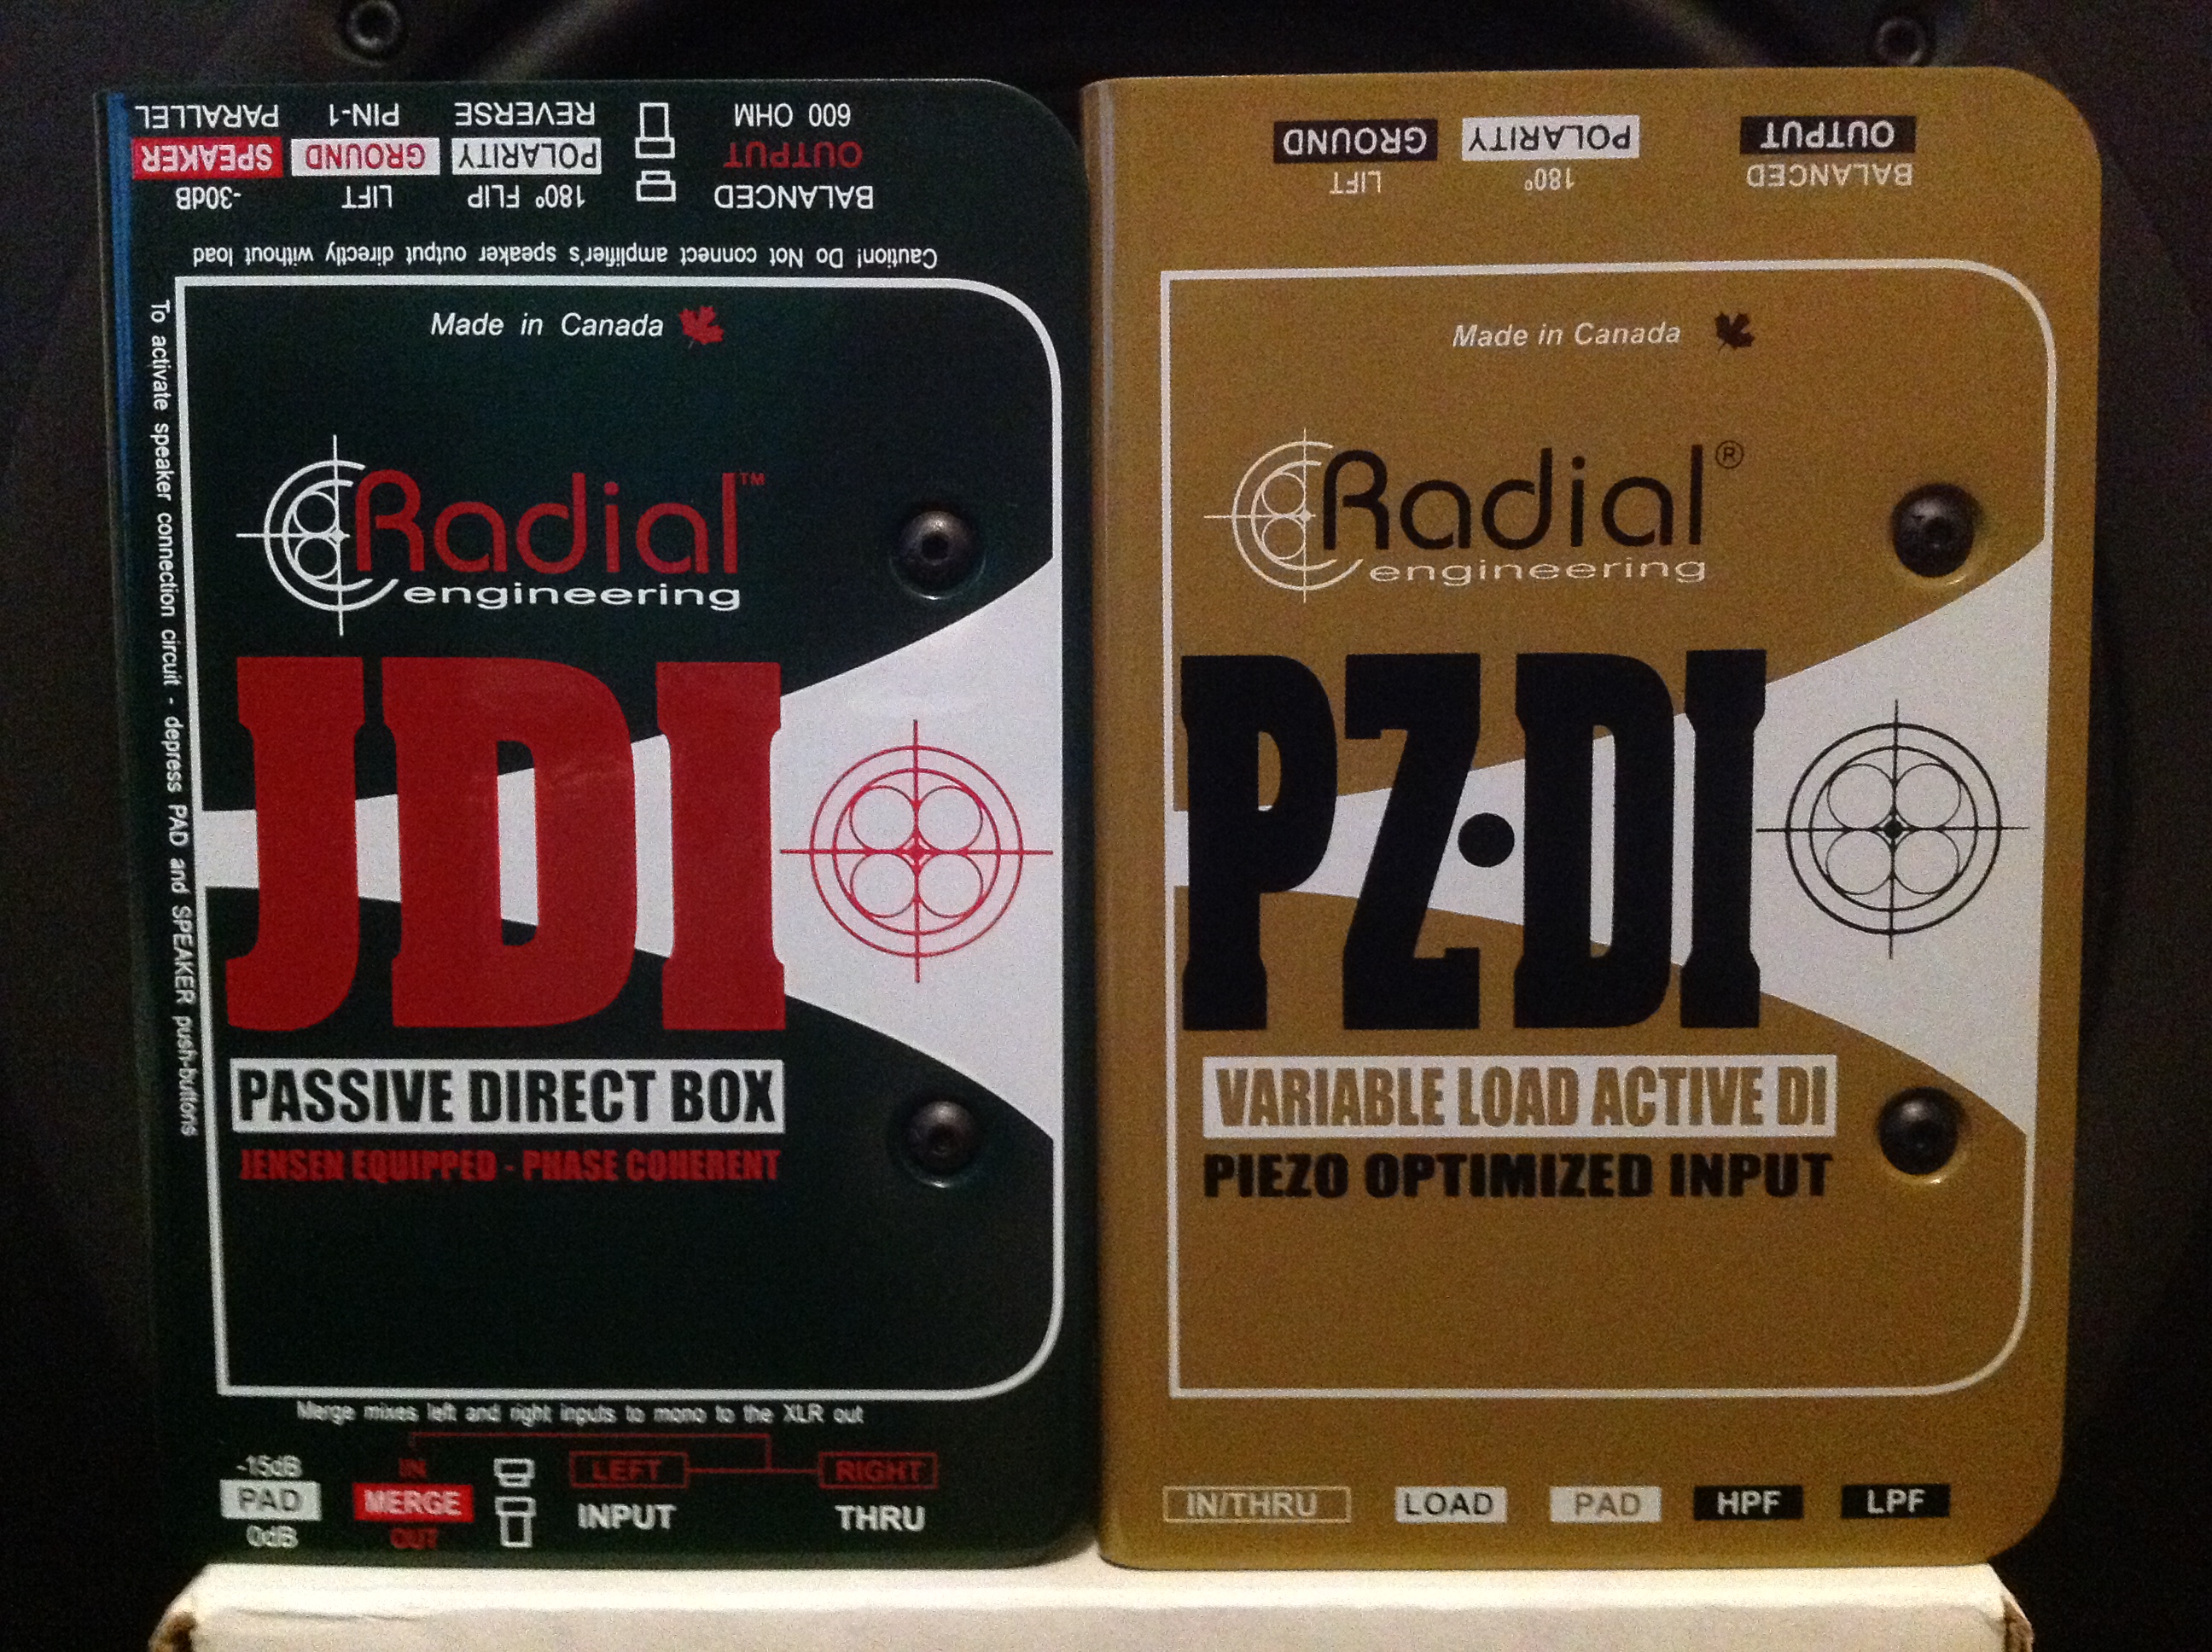 PARALLEL PIN-1 REVERSE 600 OHM
SPEAKER GROUND POLARITY OUTPUT
-30dB LIFT 180° FLIP BALANCED
Caution! Do Not connect amplifier's speaker output directly without load
To activate speaker connection circuit - depress PAD and SPEAKER push-buttons
Made in Canada
Radial™
engineering
JDI
PASSIVE DIRECT BOX
JENSEN EQUIPPED - PHASE COHERENT
Merge mixes left and right inputs to mono to the XLR out
-15dB IN LEFT RIGHT
PAD MERGE INPUT THRU
0dB OUT
GROUND POLARITY OUTPUT
LIFT 180° BALANCED
Made in Canada
Radial®
engineering
PZ·DI
VARIABLE LOAD ACTIVE DI
PIEZO OPTIMIZED INPUT
IN/THRU LOAD PAD HPF LPF